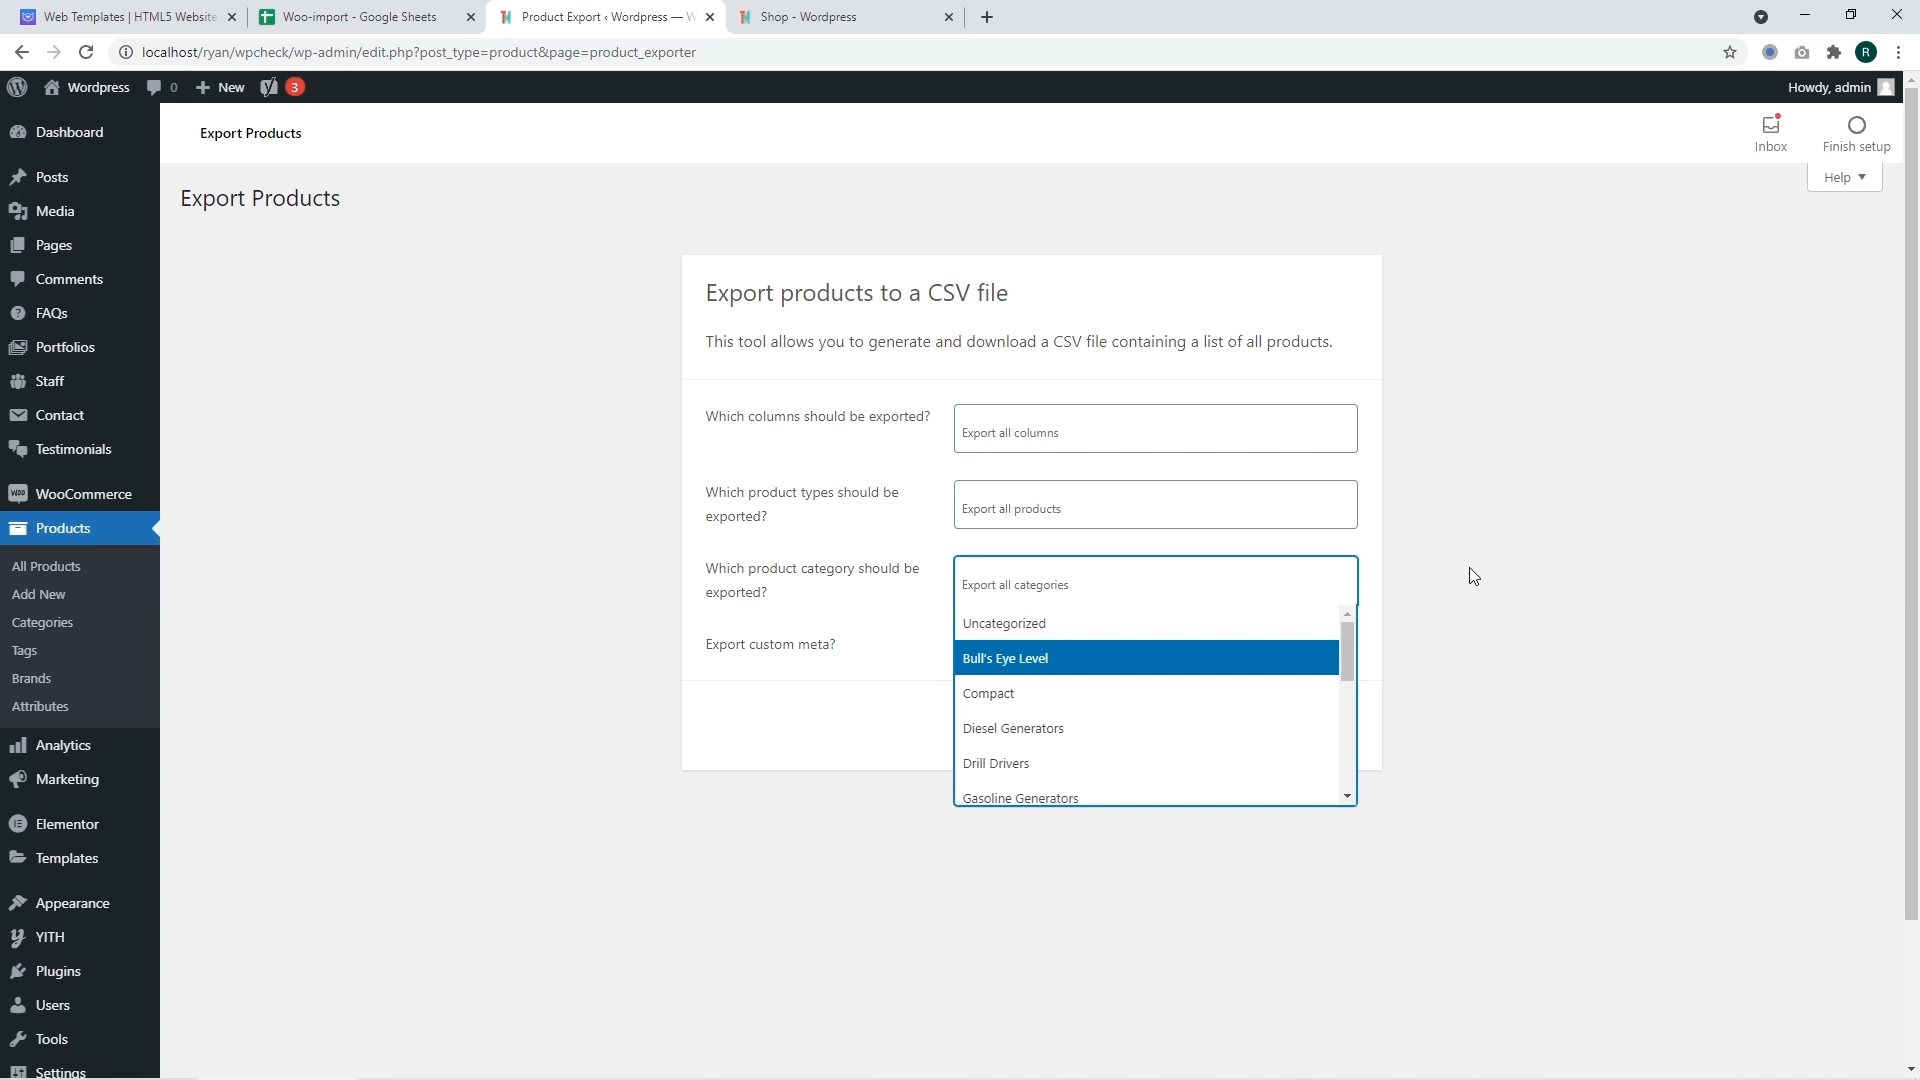 Web Templates | HTML5 Website
Woo-import - Google Sheets
Product Export ‹ Wordpress — W
Shop - Wordpress
localhost/ryan/wpcheck/wp-admin/edit.php?post_type=product&page=product_exporter
R
Wordpress
0
New
3
Howdy, admin
Dashboard
Posts
Media
Pages
Comments
FAQs
Portfolios
Staff
Contact
Testimonials
WooCommerce
Products
All Products
Add New
Categories
Tags
Brands
Attributes
Analytics
Marketing
Elementor
Templates
Appearance
YITH
Plugins
Users
Tools
Settings
Export Products
Inbox
Finish setup
Help
Export Products
Export products to a CSV file
This tool allows you to generate and download a CSV file containing a list of all products.
Which columns should be exported?
Export all columns
Which product types should be
exported?
Export all products
Which product category should be
exported?
Export all categories
Uncategorized
Bull's Eye Level
Compact
Diesel Generators
Drill Drivers
Gasoline Generators
Export custom meta?